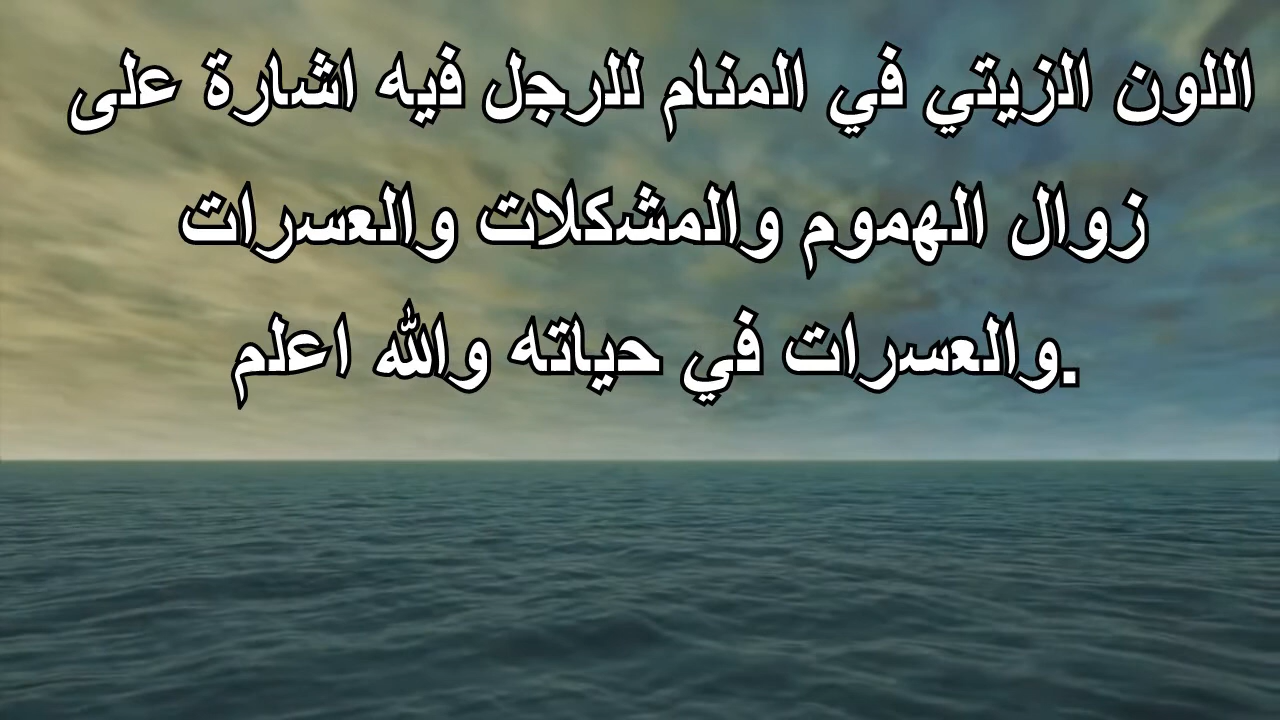 اللون الزيتي في المنام للرجل فيه اشارة على
زوال الهموم والمشكلات والعسرات
والعسرات في حياته والله اعلم.